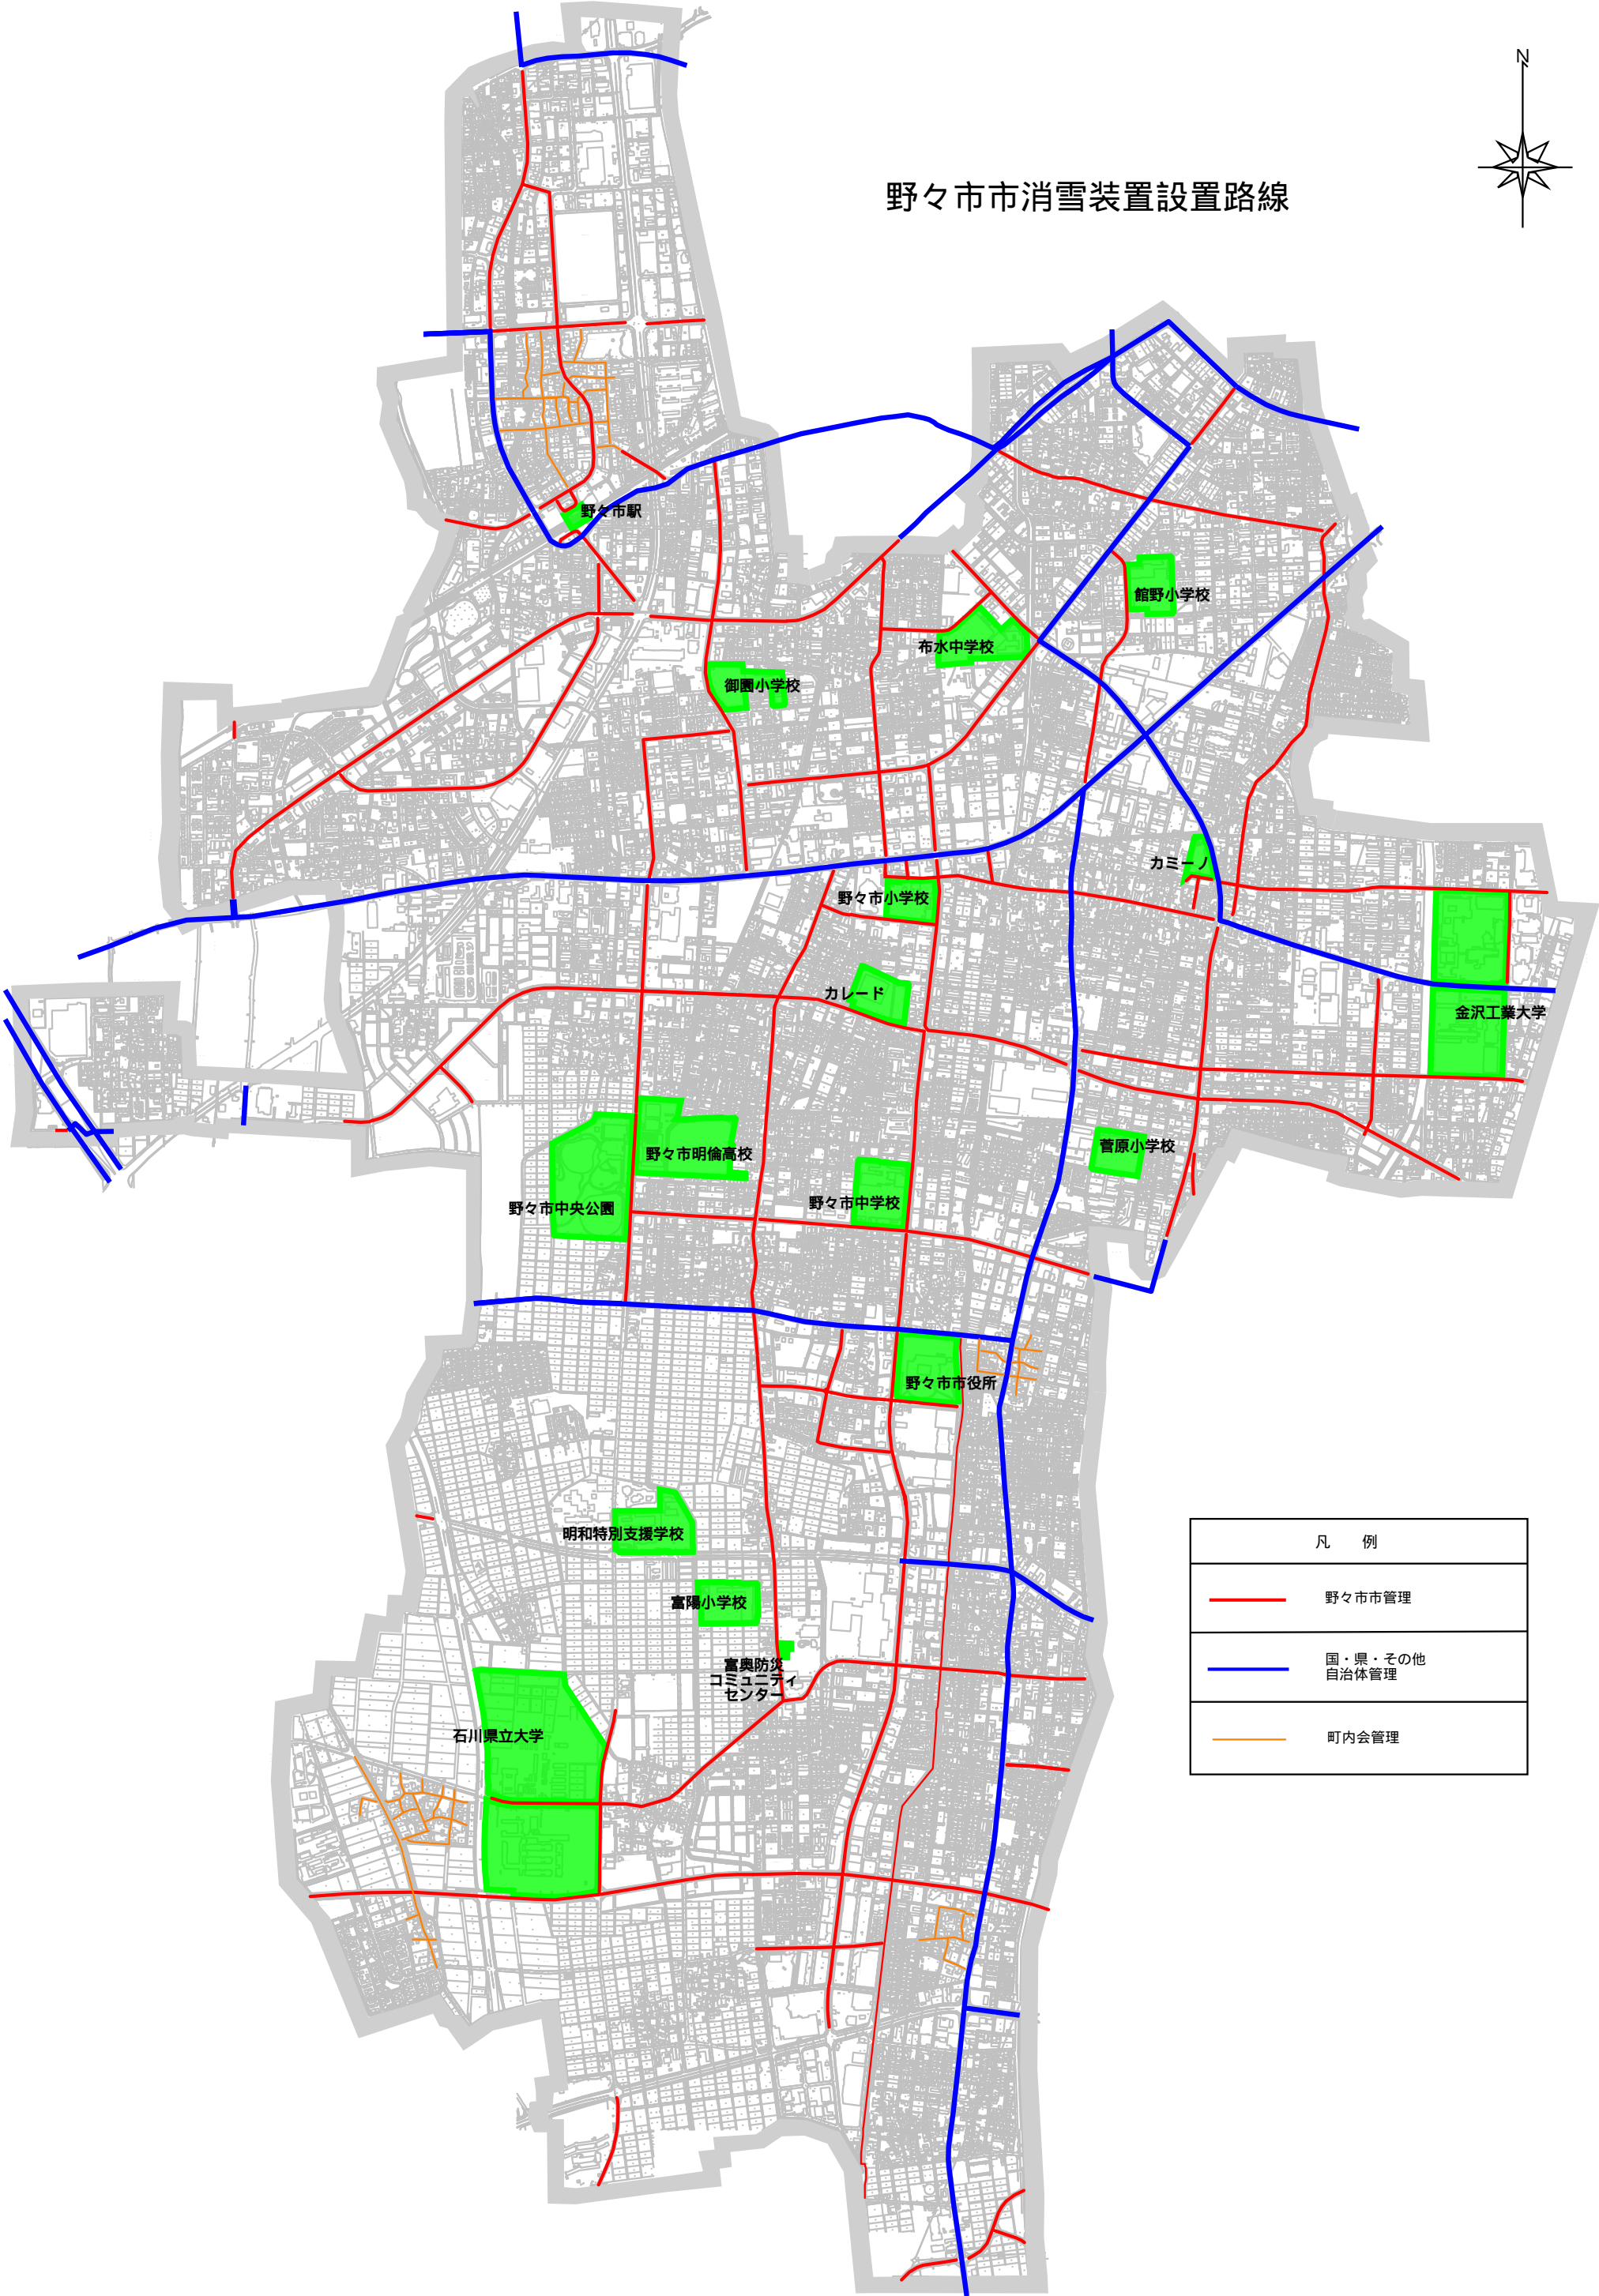 N
野々市市消雪装置設置路線
野々市駅
館野小学校
布水中学校
御園小学校
カミーノ
野々市小学校
カレード
金沢工業大学
菅原小学校
野々市明倫高校
野々市中学校
野々市中央公園
野々市市役所
明和特別支援学校
富陽小学校
富奥防災
コミュニティ
センター
石川県立大学
凡　例
野々市市管理
国・県・その他
自治体管理
町内会管理